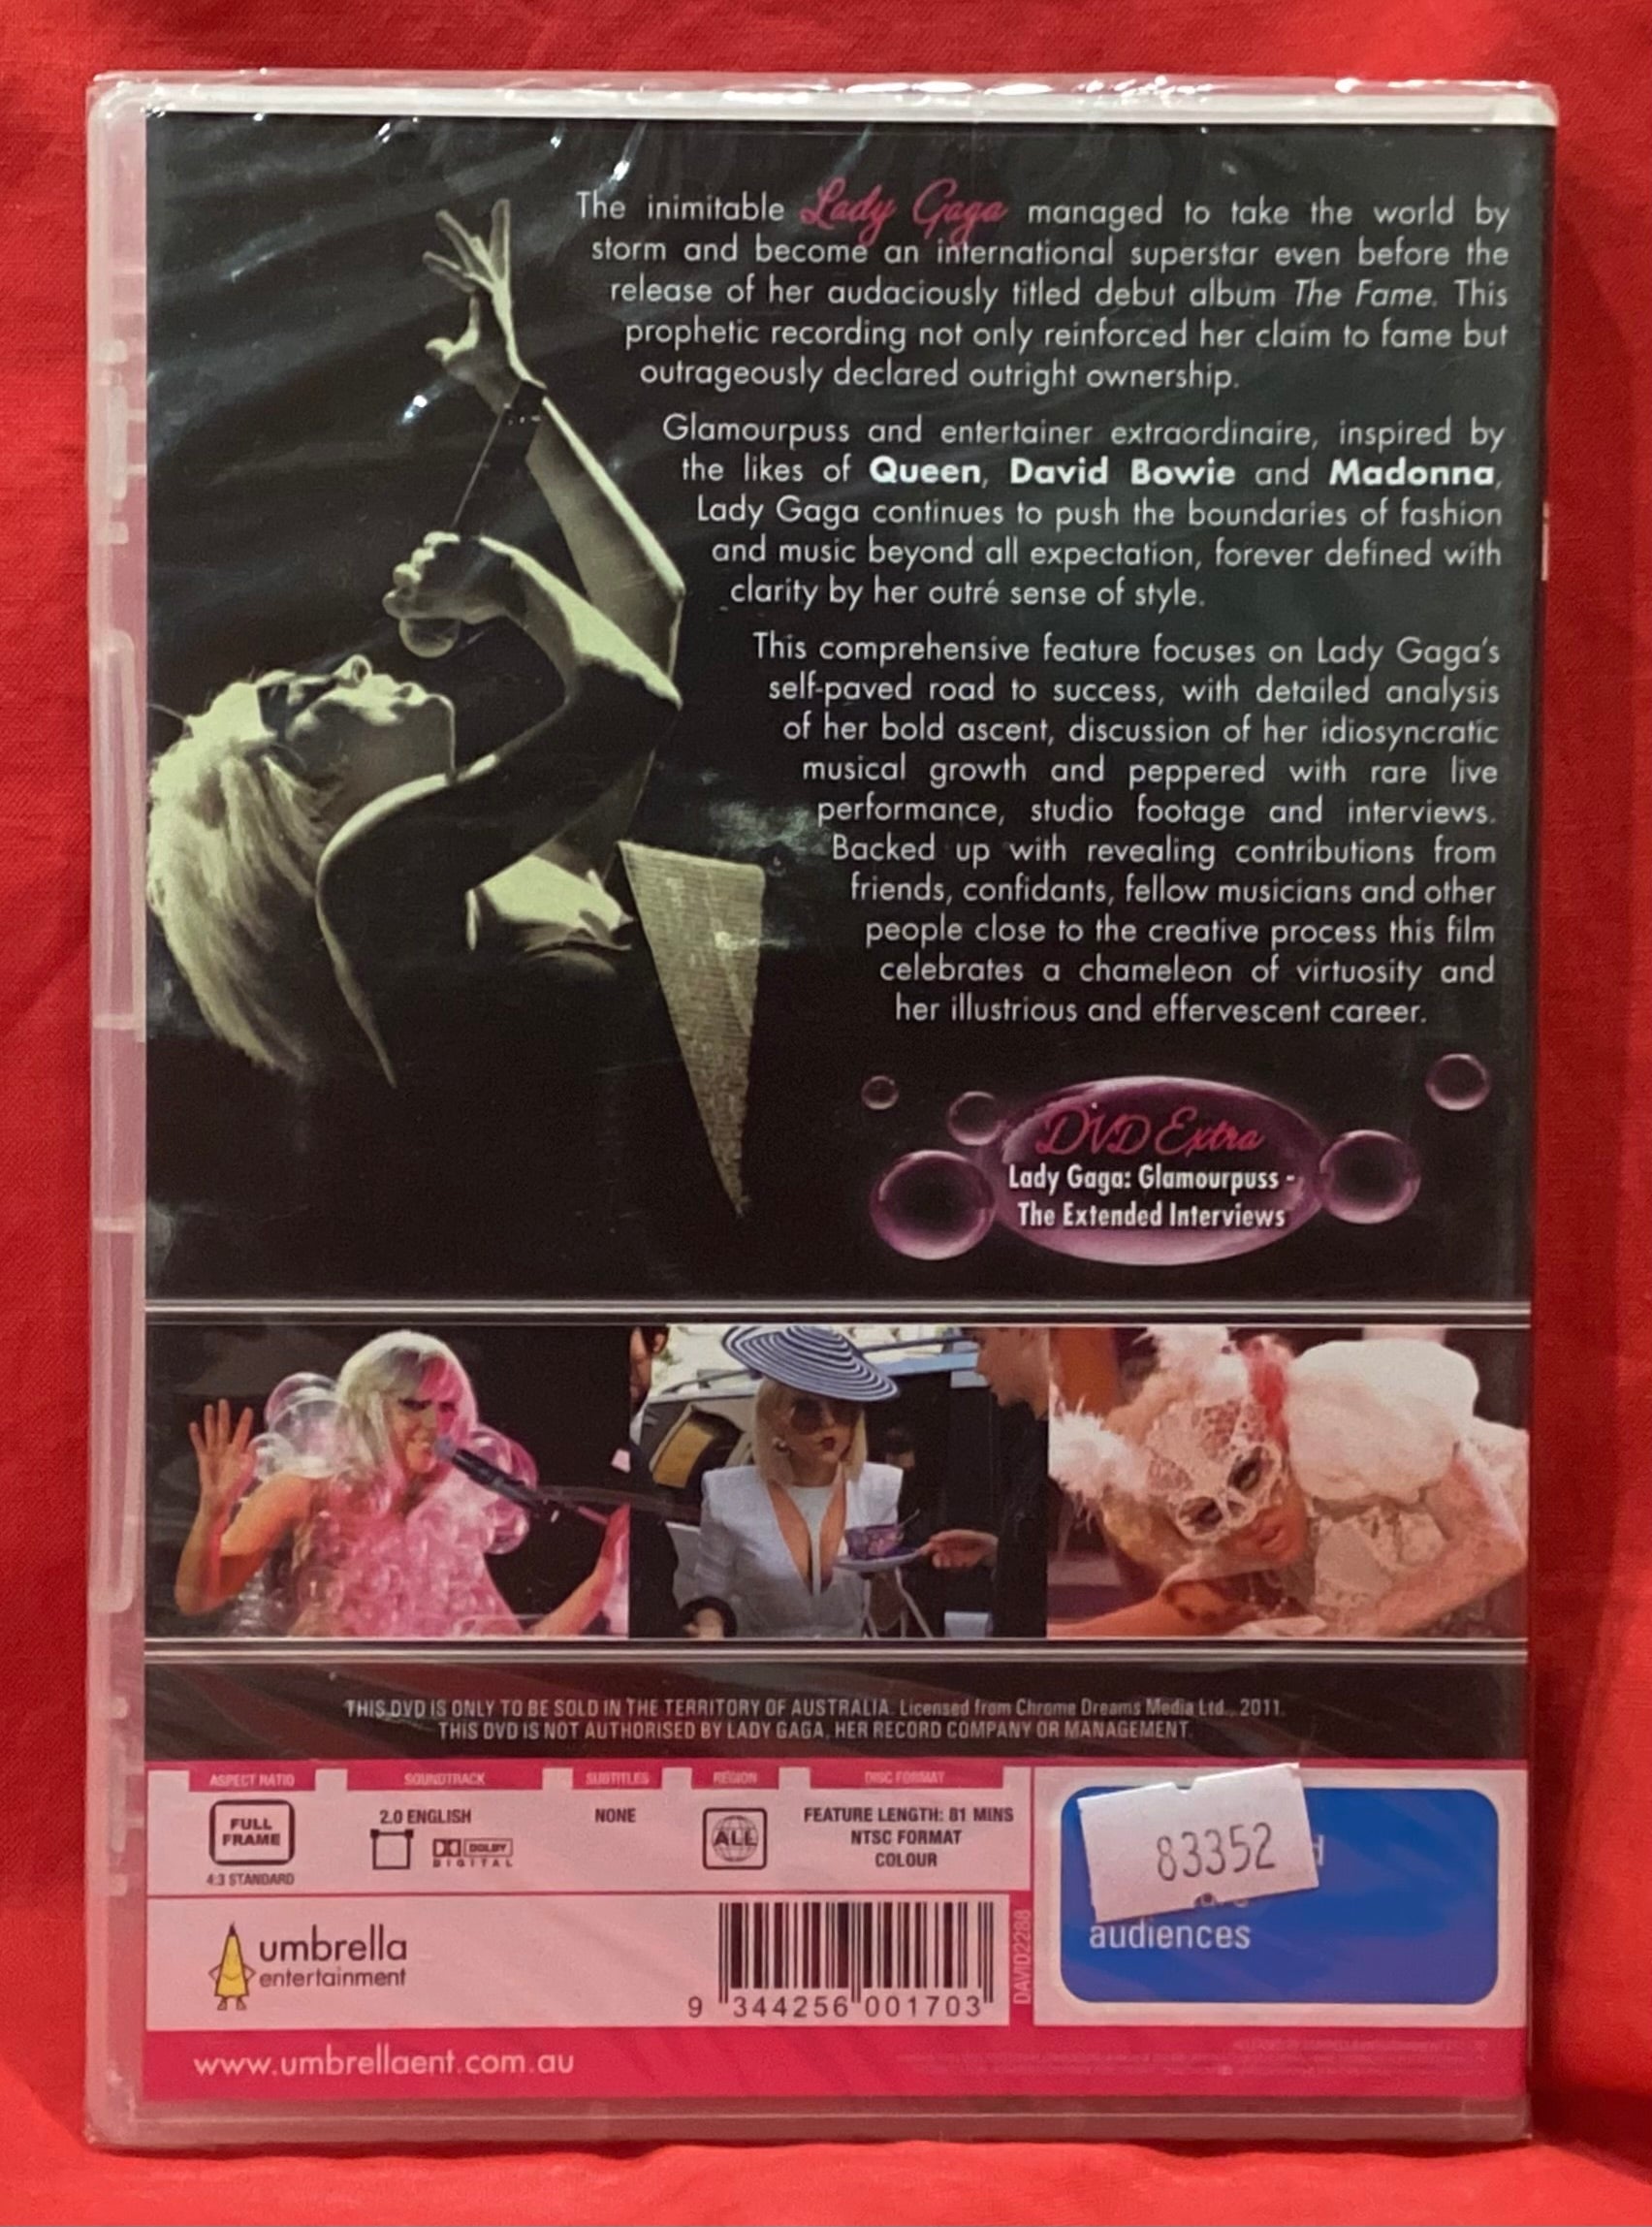 The inimitable Lady Gaga managed to take the world by
storm and become an international superstar even before the
release of her audaciously titled debut album The Fame. This
prophetic recording not only reinforced her claim to fame but
outrageously declared outright ownership.
Glamourpuss and entertainer extraordinaire, inspired by
the likes of Queen, David Bowie and Madonna,
Lady Gaga continues to push the boundaries of fashion
and music beyond all expectation, forever defined with
clarity by her outré sense of style.
This comprehensive feature focuses on Lady Gaga's
self-paved road to success, with detailed analysis
of her bold ascent, discussion of her idiosyncratic
musical growth and peppered with rare live
performance, studio footage and interviews.
Backed up with revealing contributions from
friends, confidants, fellow musicians and other
people close to the creative process this film
celebrates a chameleon of virtuosity and
her illustrious and effervescent career.
DVD Extra
Lady Gaga: Glamourpuss -
The Extended Interviews
THIS DVD IS ONLY TO BE SOLD IN THE TERRITORY OF AUSTRALIA. Licensed from Chrome Dreams Media Ltd., 2011.
THIS DVD IS NOT AUTHORISED BY LADY GAGA, HER RECORD COMPANY OR MANAGEMENT.
ASPECT RATIO SOUNDTRACK SUBTITLES REGION DISC FORMAT
FULL
FRAME
4:3 STANDARD
2.0 ENGLISH
DOLBY
DIGITAL
NONE
ALL
FEATURE LENGTH: 81 MINS
NTSC FORMAT
COLOUR
83352
audiences
umbrella
entertainment
9 344256 001703
DAVID2288
www.umbrellaent.com.au